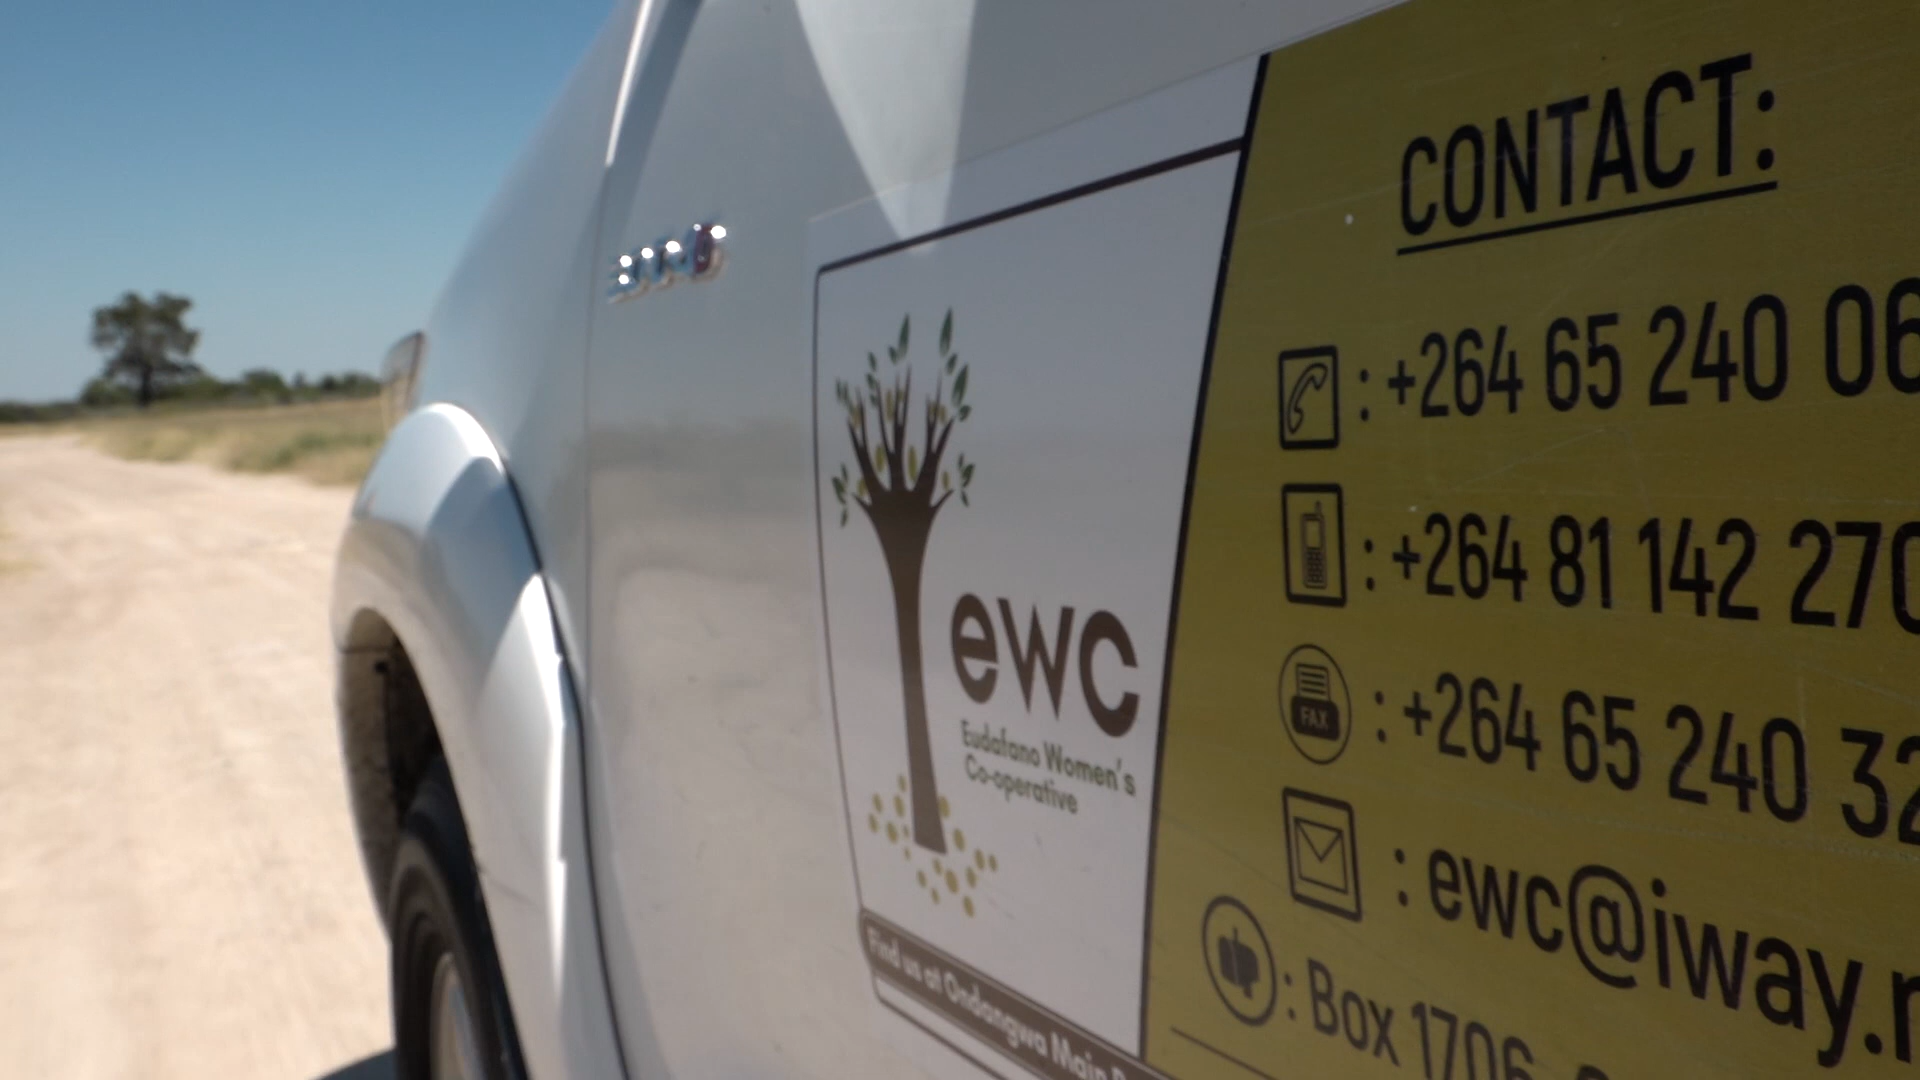 ewc
Eudafano Women's
Co-operative
Find us at Ondangwa Main
CONTACT:
: +264 65 240 06
: +264 81 142 270
FAX
: +264 65 240 32
: ewc@iway.
: Box 1706